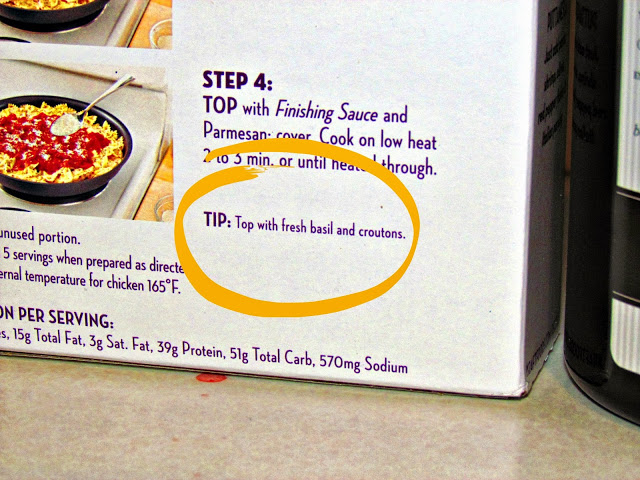 STEP 4:
TOP with Finishing Sauce and
Parmesan; cover. Cook on low heat
2 to 3 min. or until heated through.
TIP: Top with fresh basil and croutons.
unused portion.
5 servings when prepared as directe
ernal temperature for chicken 165°F.
ON PER SERVING:
es, 15g Total Fat, 3g Sat. Fat, 39g Protein, 51g Total Carb, 570mg Sodium